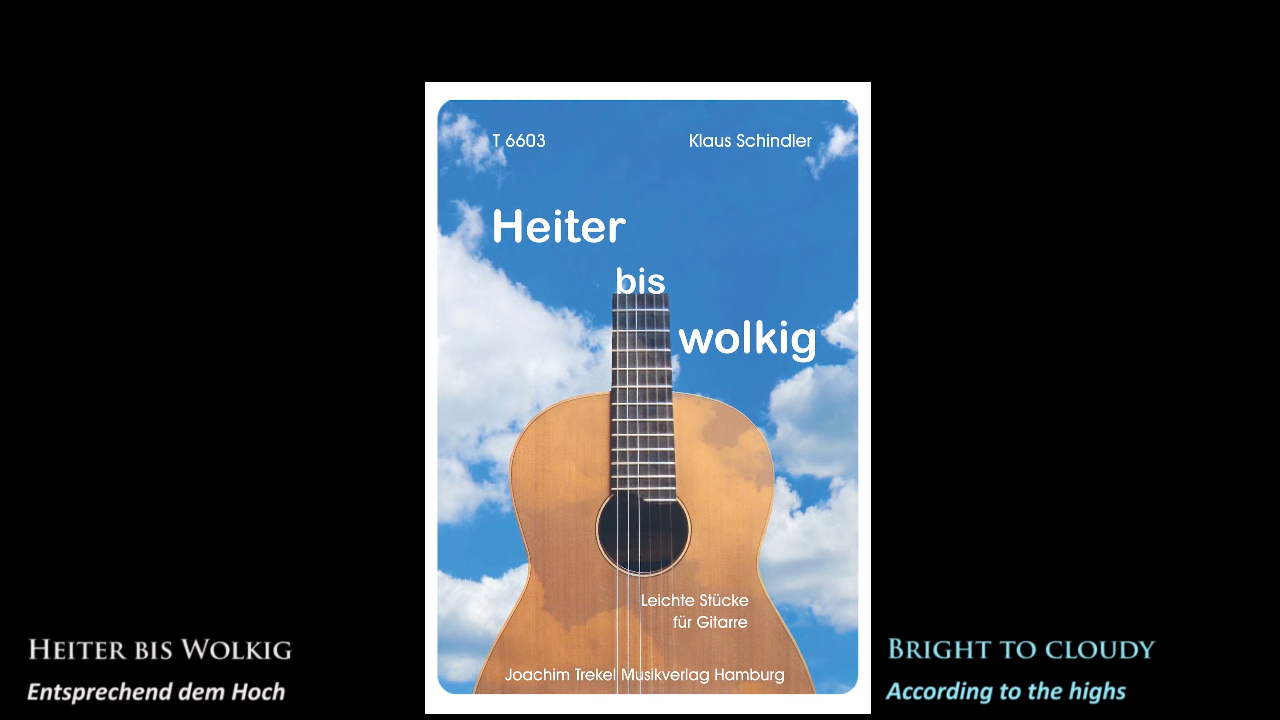 T 6603
Klaus Schindler
Heiter
bis
wolkig
Leichte Stücke
für Gitarre
Joachim Trekel Musikverlag Hamburg
Heiter bis Wolkig
Entsprechend dem Hoch
Bright to cloudy
According to the highs